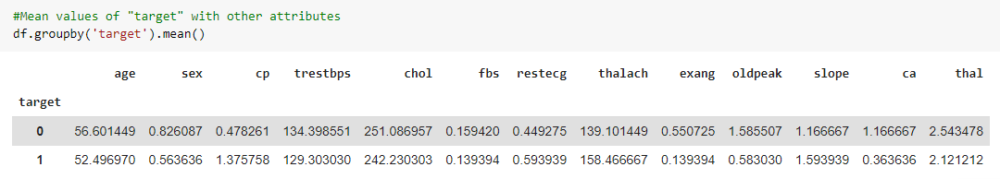 #Mean values of "target" with other attributes
df.groupby('target').mean()
age sex cp trestbps chol fbs restecg thalach exang oldpeak slope ca thal
target
0 56.601449 0.826087 0.478261 134.398551 251.086957 0.159420 0.449275 139.101449 0.550725 1.585507 1.166667 1.166667 2.543478
1 52.496970 0.563636 1.375758 129.303030 242.230303 0.139394 0.593939 158.466667 0.139394 0.583030 1.593939 0.363636 2.121212